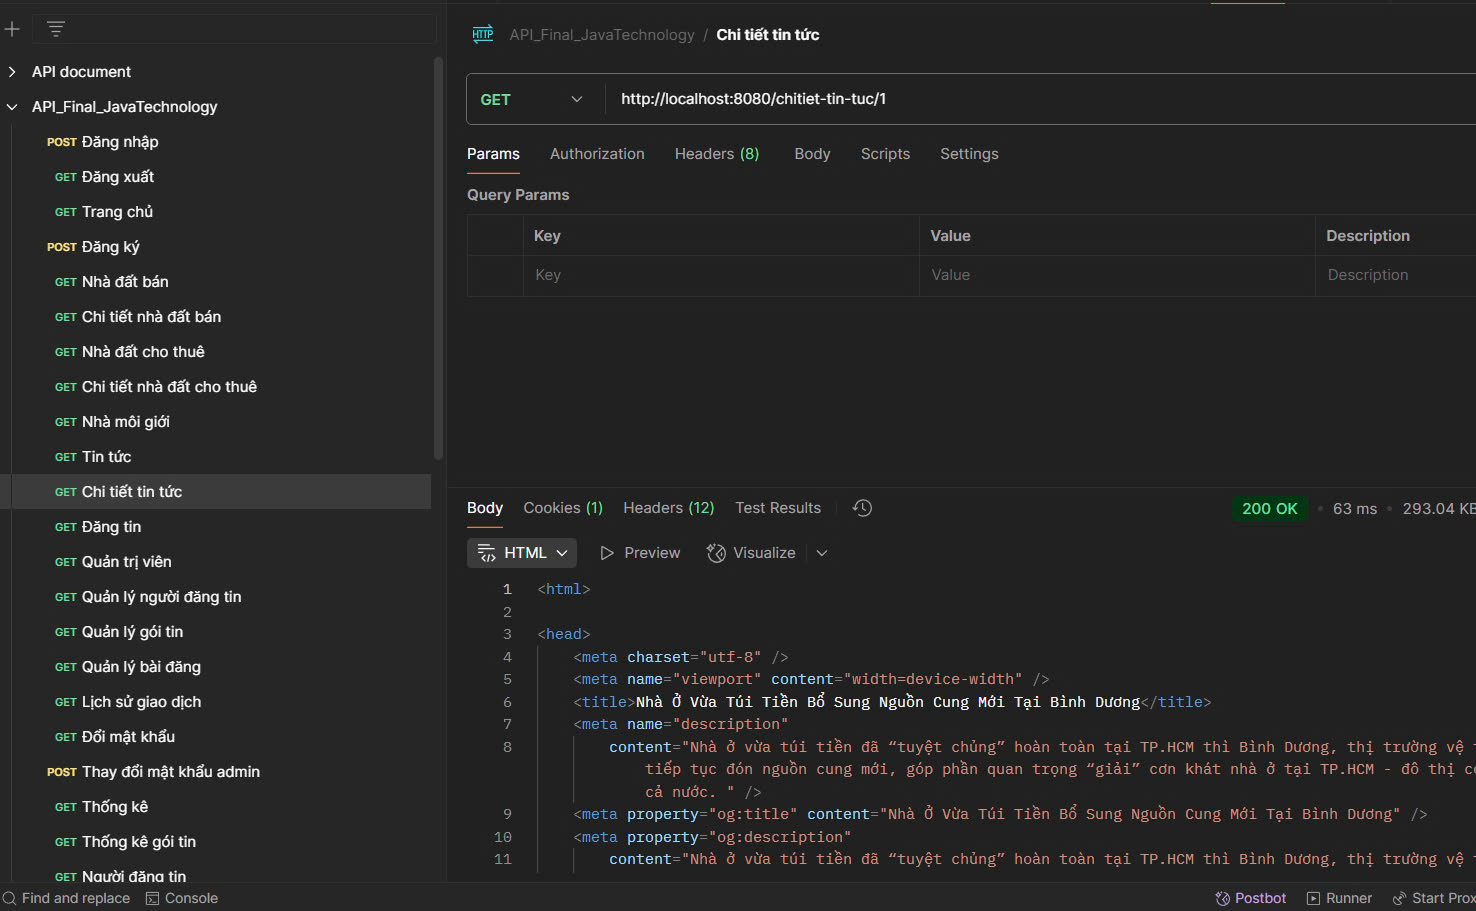 API document
API_Final_JavaTechnology
POST Đăng nhập
GET Đăng xuất
GET Trang chủ
POST Đăng ký
GET Nhà đất bán
GET Chi tiết nhà đất bán
GET Nhà đất cho thuê
GET Chi tiết nhà đất cho thuê
GET Nhà môi giới
GET Tin tức
GET Chi tiết tin tức
GET Đăng tin
GET Quản trị viên
GET Quản lý người đăng tin
GET Quản lý gói tin
GET Quản lý bài đăng
GET Lịch sử giao dịch
GET Đổi mật khẩu
POST Thay đổi mật khẩu admin
GET Thống kê
GET Thống kê gói tin
GET Người đăng tin
HTTP API_Final_JavaTechnology / Chi tiết tin tức
GET http://localhost:8080/chitiet-tin-tuc/1
Params Authorization Headers (8) Body Scripts Settings
Query Params
Key Value Description
Key Value Description
Body Cookies (1) Headers (12) Test Results 200 OK • 63 ms • 293.04 KB
HTML Preview Visualize
1 <html>
2
3 <head>
4 <meta charset="utf-8" />
5 <meta name="viewport" content="width=device-width" />
6 <title>Nhà Ở Vừa Túi Tiền Bổ Sung Nguồn Cung Mới Tại Bình Dương</title>
7 <meta name="description"
8 content="Nhà ở vừa túi tiền đã “tuyệt chủng” hoàn toàn tại TP.HCM thì Bình Dương, thị trường vệ
tiếp tục đón nguồn cung mới, góp phần quan trọng “giải” cơn khát nhà ở tại TP.HCM - đô thị
cả nước. " />
9 <meta property="og:title" content="Nhà Ở Vừa Túi Tiền Bổ Sung Nguồn Cung Mới Tại Bình Dương" />
10 <meta property="og:description"
11 content="Nhà ở vừa túi tiền đã “tuyệt chủng” hoàn toàn tại TP.HCM thì Bình Dương, thị trường vệ
Find and replace Console Postbot Runner Start Prox